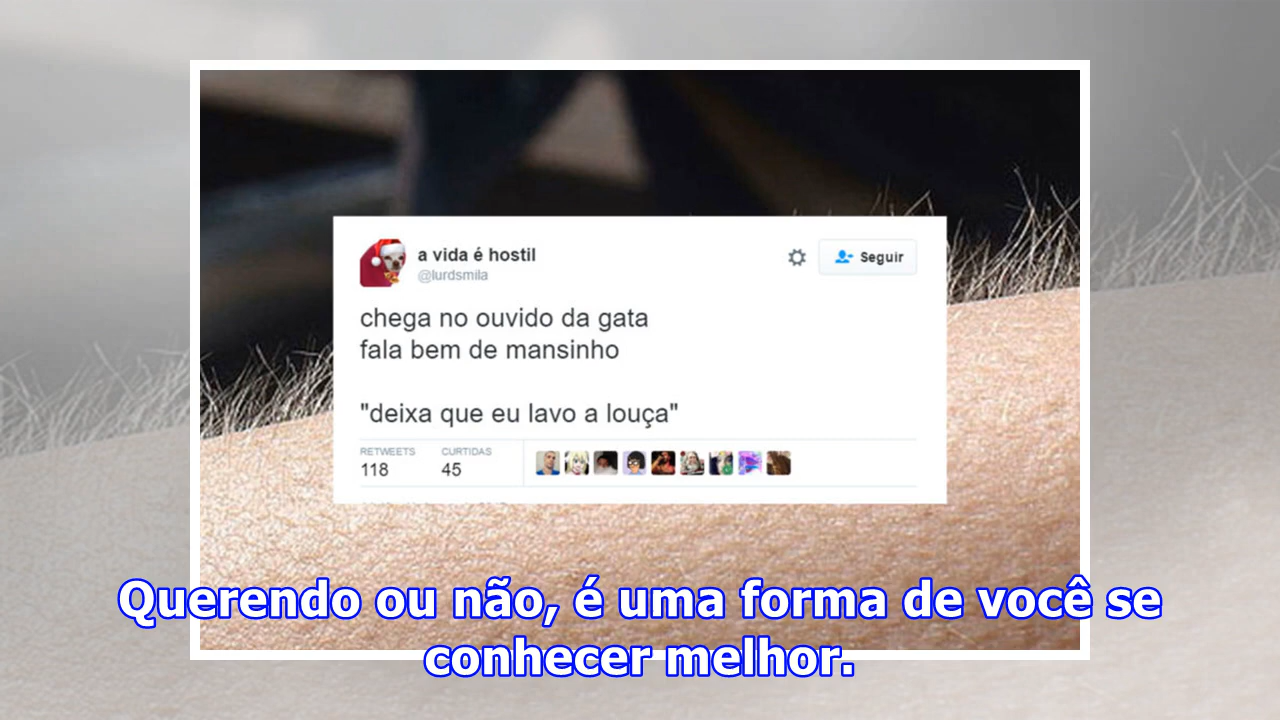 a vida é hostil
@lurdsmila
Seguir
chega no ouvido da gata
fala bem de mansinho
"deixa que eu lavo a louça"
RETWEETS
CURTIDAS
118
45
Querendo ou não, é uma forma de você se
conhecer melhor.